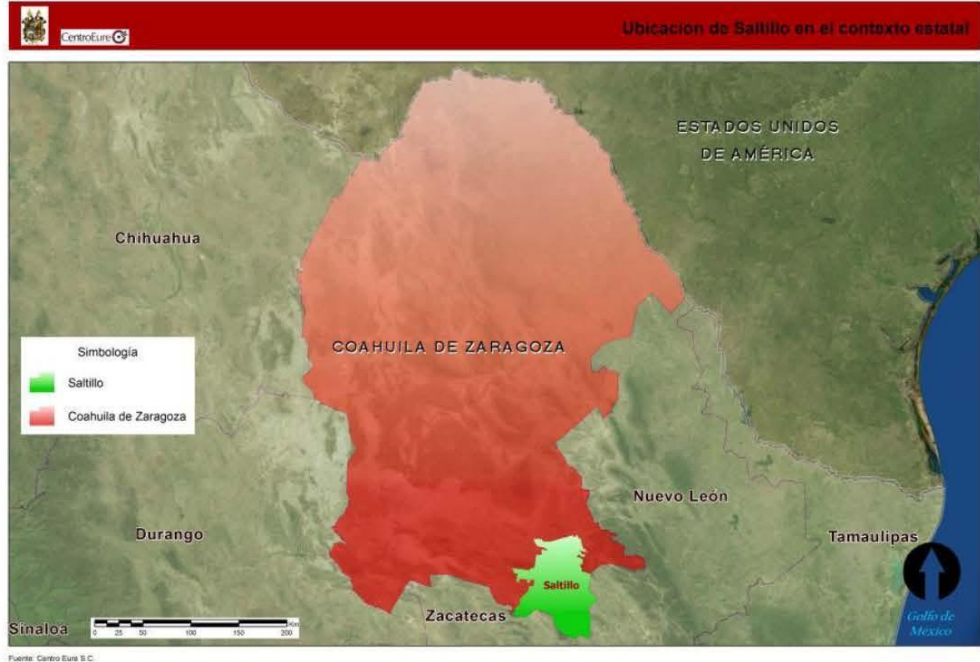 CentroEure
Ubicación de Saltillo en el contexto estatal
ESTADOS UNIDOS
DE AMÉRICA
Chihuahua
COAHUILA DE ZARAGOZA
Simbología
Saltillo
Coahuila de Zaragoza
Nuevo León
Durango
Tamaulipas
Saltillo
Zacatecas
Golfo de
México
Sinaloa
0 25 50 100 150 200 Km
Fuente: Centro Eure S.C.